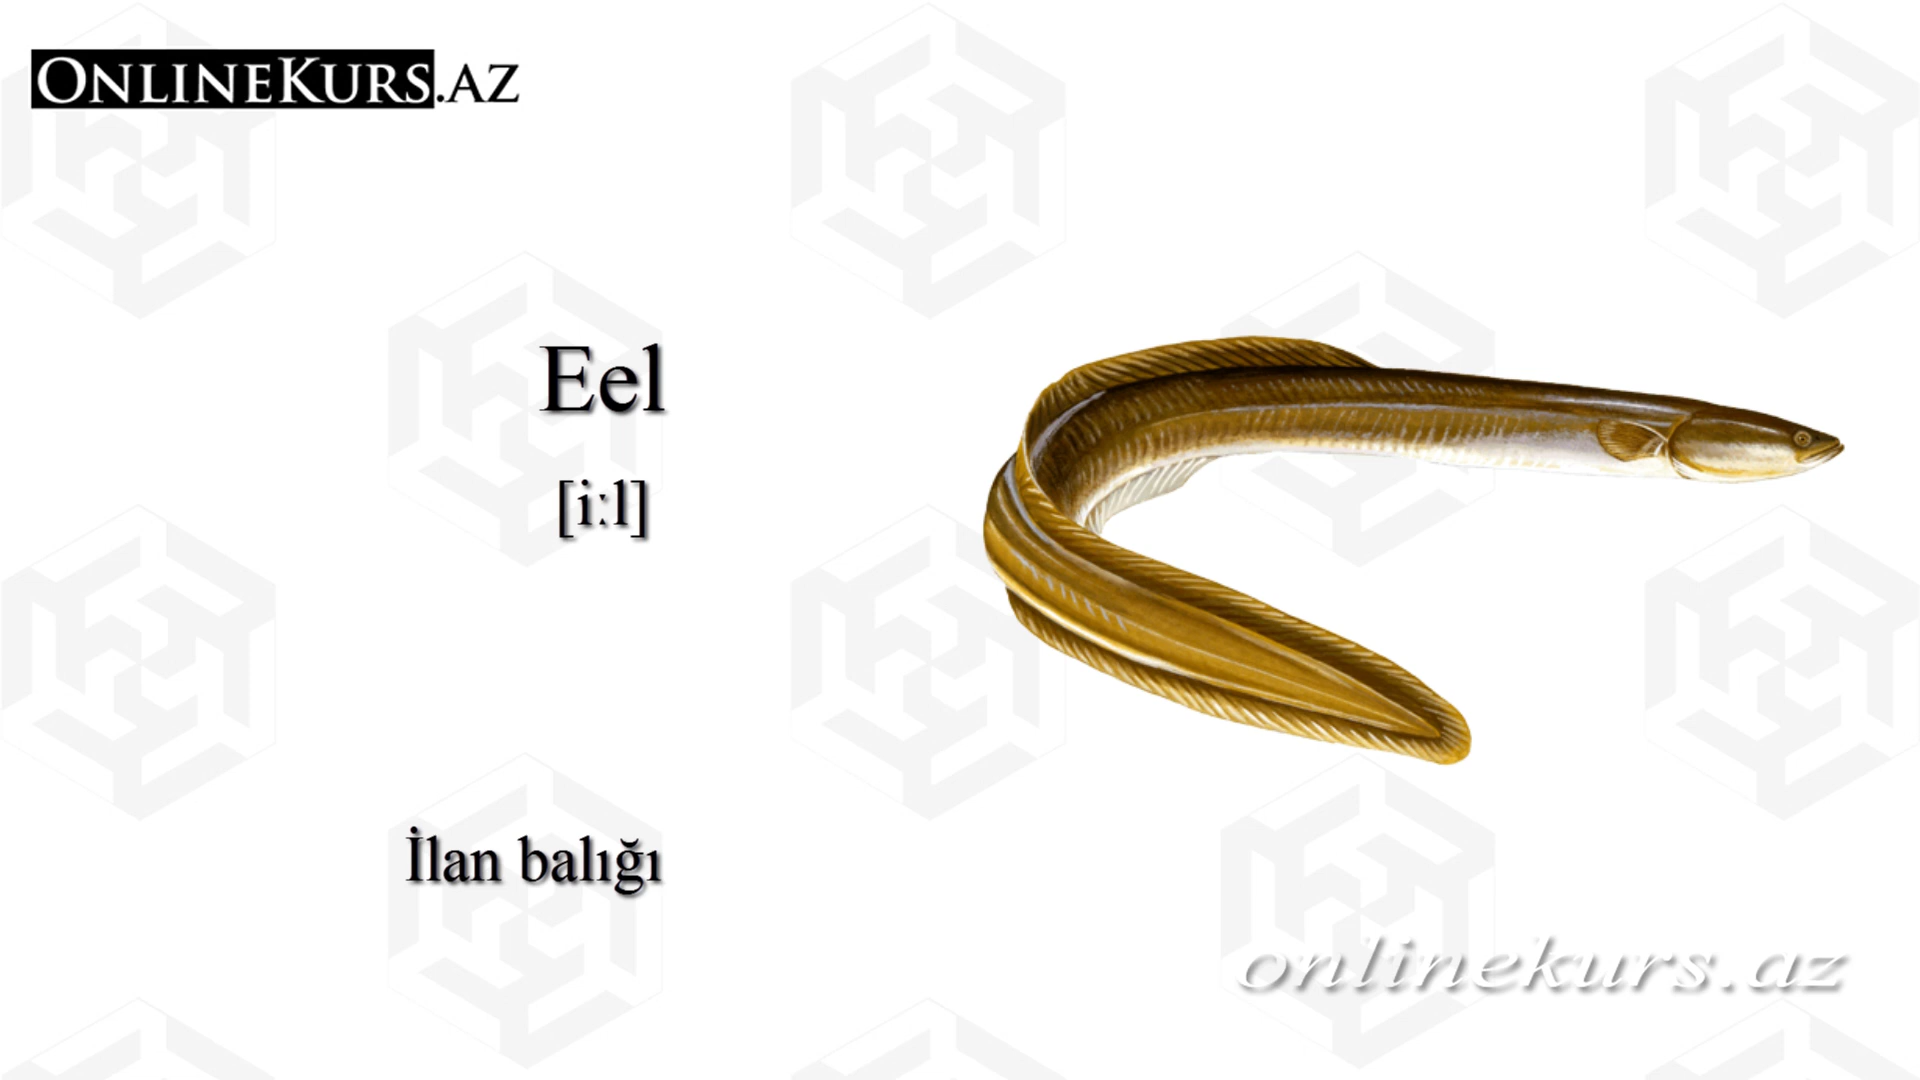 ONLINEKURS.AZ
Eel
[i:l]
İlan balığı
onlinekurs.az